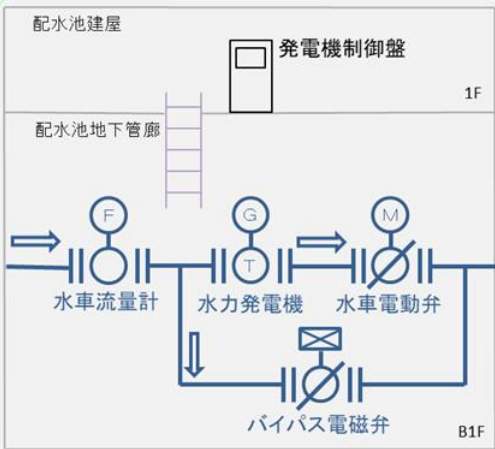 配水池建屋
発電機制御盤
1F
配水池地下管廊
F
G
M
T
水車流量計
水力発電機
水車電動弁
バイパス電磁弁
B1F